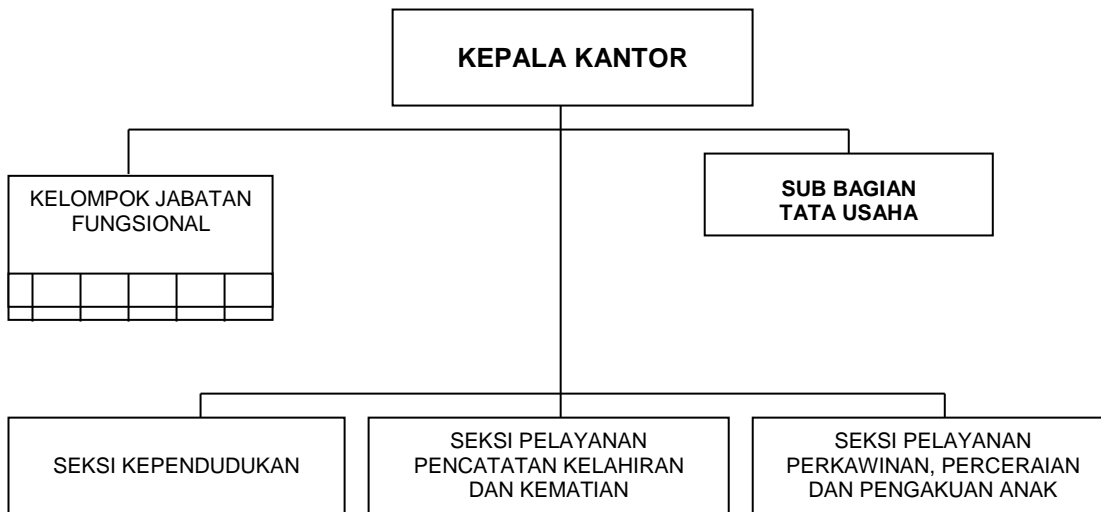 KEPALA KANTOR
KELOMPOK JABATAN
FUNGSIONAL
SUB BAGIAN
TATA USAHA
SEKSI KEPENDUDUKAN
SEKSI PELAYANAN
PENCATATAN KELAHIRAN
DAN KEMATIAN
SEKSI PELAYANAN
PERKAWINAN, PERCERAIAN
DAN PENGAKUAN ANAK